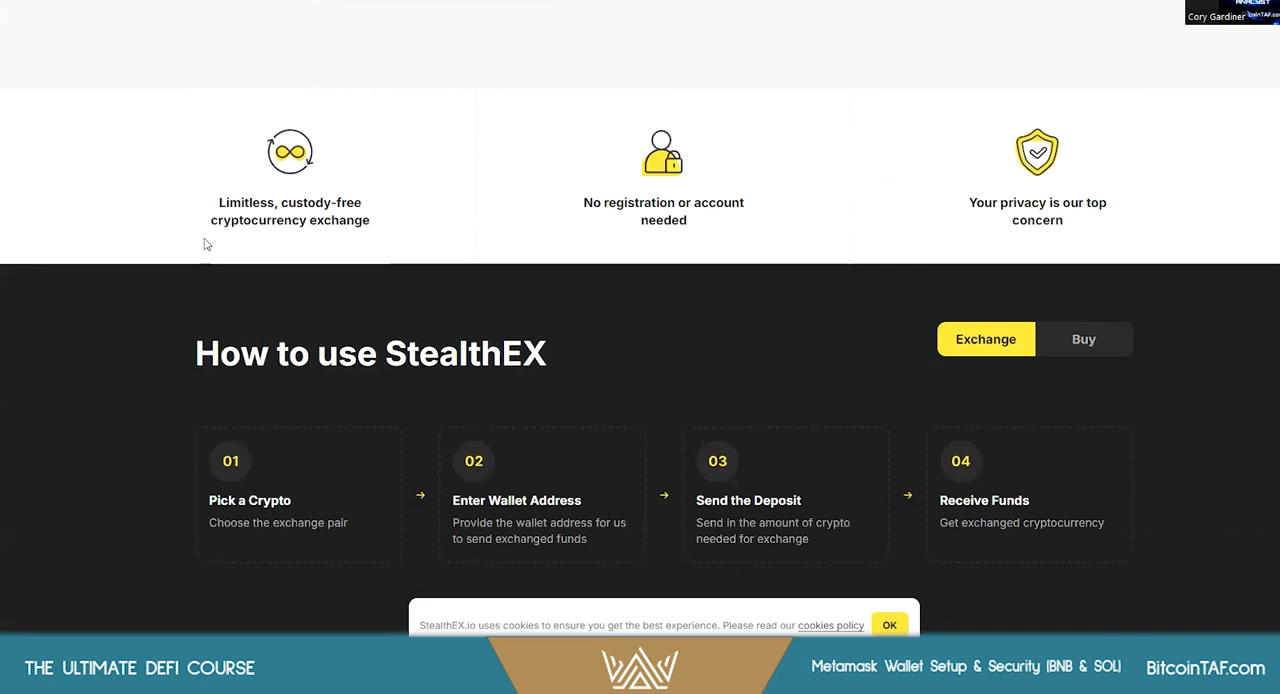 ANALYST
Cory Gardiner
Limitless, custody-free
cryptocurrency exchange
No registration or account
needed
Your privacy is our top
concern
How to use StealthEX
Exchange
Buy
01
Pick a Crypto
Choose the exchange pair
02
Enter Wallet Address
Provide the wallet address for us
to send exchanged funds
03
Send the Deposit
Send in the amount of crypto
needed for exchange
04
Receive Funds
Get exchanged cryptocurrency
StealthEX.io uses cookies to ensure you get the best experience. Please read our cookies policy
OK
THE ULTIMATE DEFI COURSE
Metamask Wallet Setup & Security (BNB & SOL)
BitcoinTAF.com